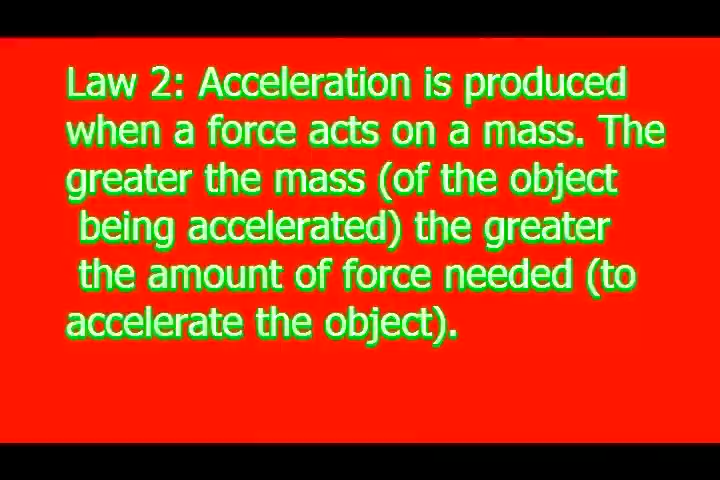 Law 2: Acceleration is produced
when a force acts on a mass. The
greater the mass (of the object
being accelerated) the greater
the amount of force needed (to
accelerate the object).